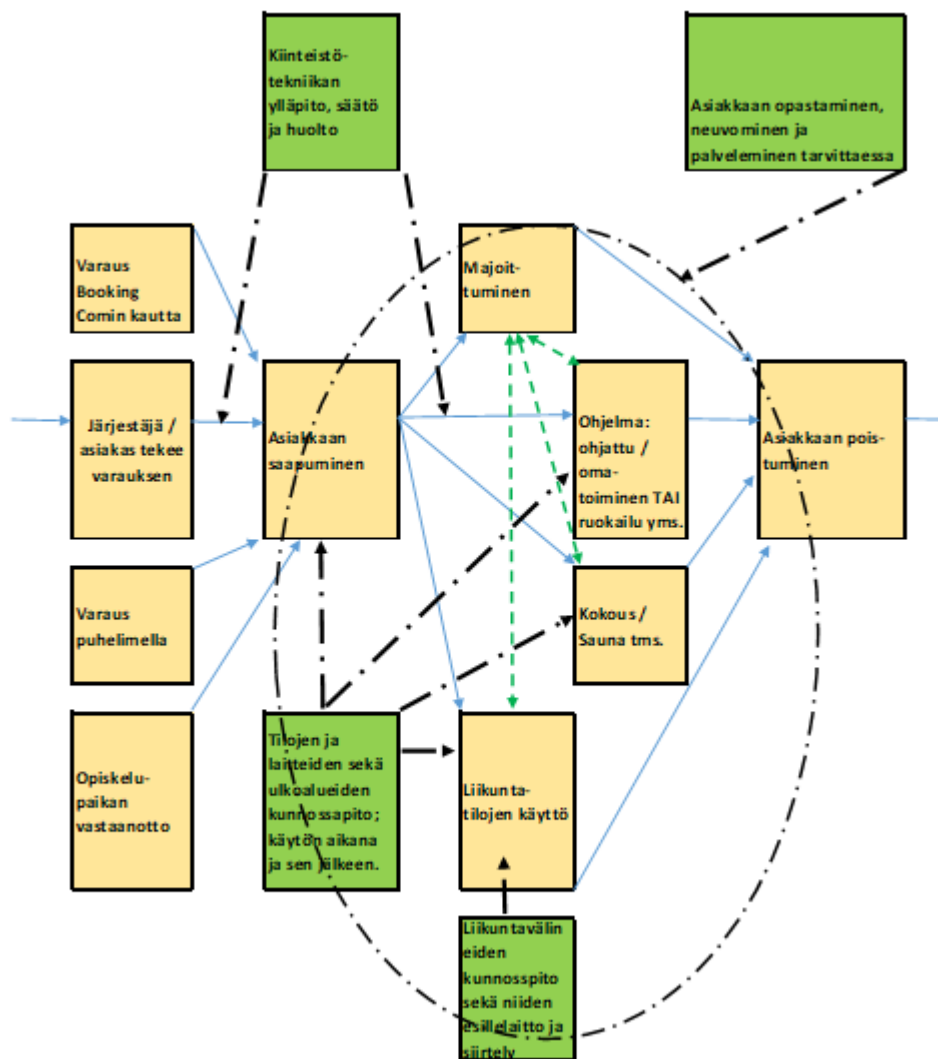 Kiinteistö-
tekniikan
ylläpito, säätö
ja huolto
Asiakkaan opastaminen,
neuvominen ja
palveleminen tarvittaessa
Varaus
Booking
Comin kautta
Majoit-
tuminen
Järjestäjä /
asiakas tekee
varauksen
Asiakkaan
saapuminen
Ohjelma:
ohjattu /
oma-
toiminen TAI
ruokailu yms.
Asiakkaan pois-
tuminen
Varaus
puhelimella
Kokous /
Sauna tms.
Opiskelu-
paikan
vastaanotto
Tilojen ja
laitteiden sekä
ulkoalueiden
kunnossapito;
käytön aikana
ja sen jälkeen.
Liikunta-
tilojen käyttö
Liikuntavälin
eiden
kunnosspito
sekä niiden
esillelaitto ja
siirtely